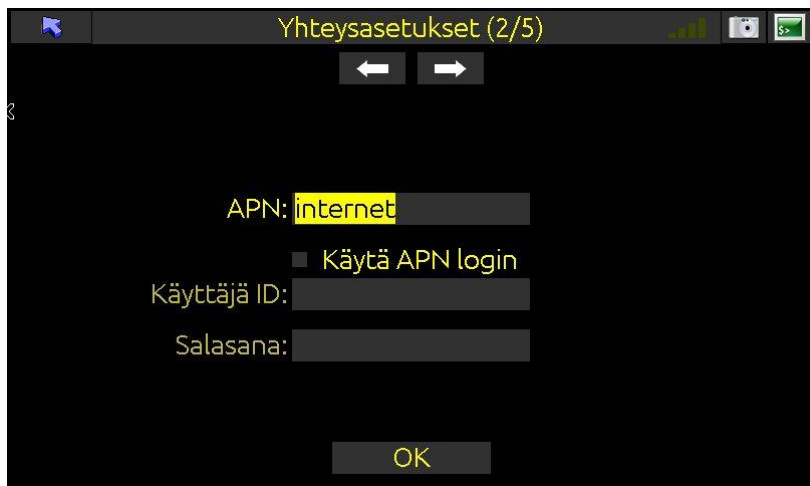 Yhteysasetukset (2/5)
APN: internet
Käytä APN login
Käyttäjä ID:
Salasana:
OK